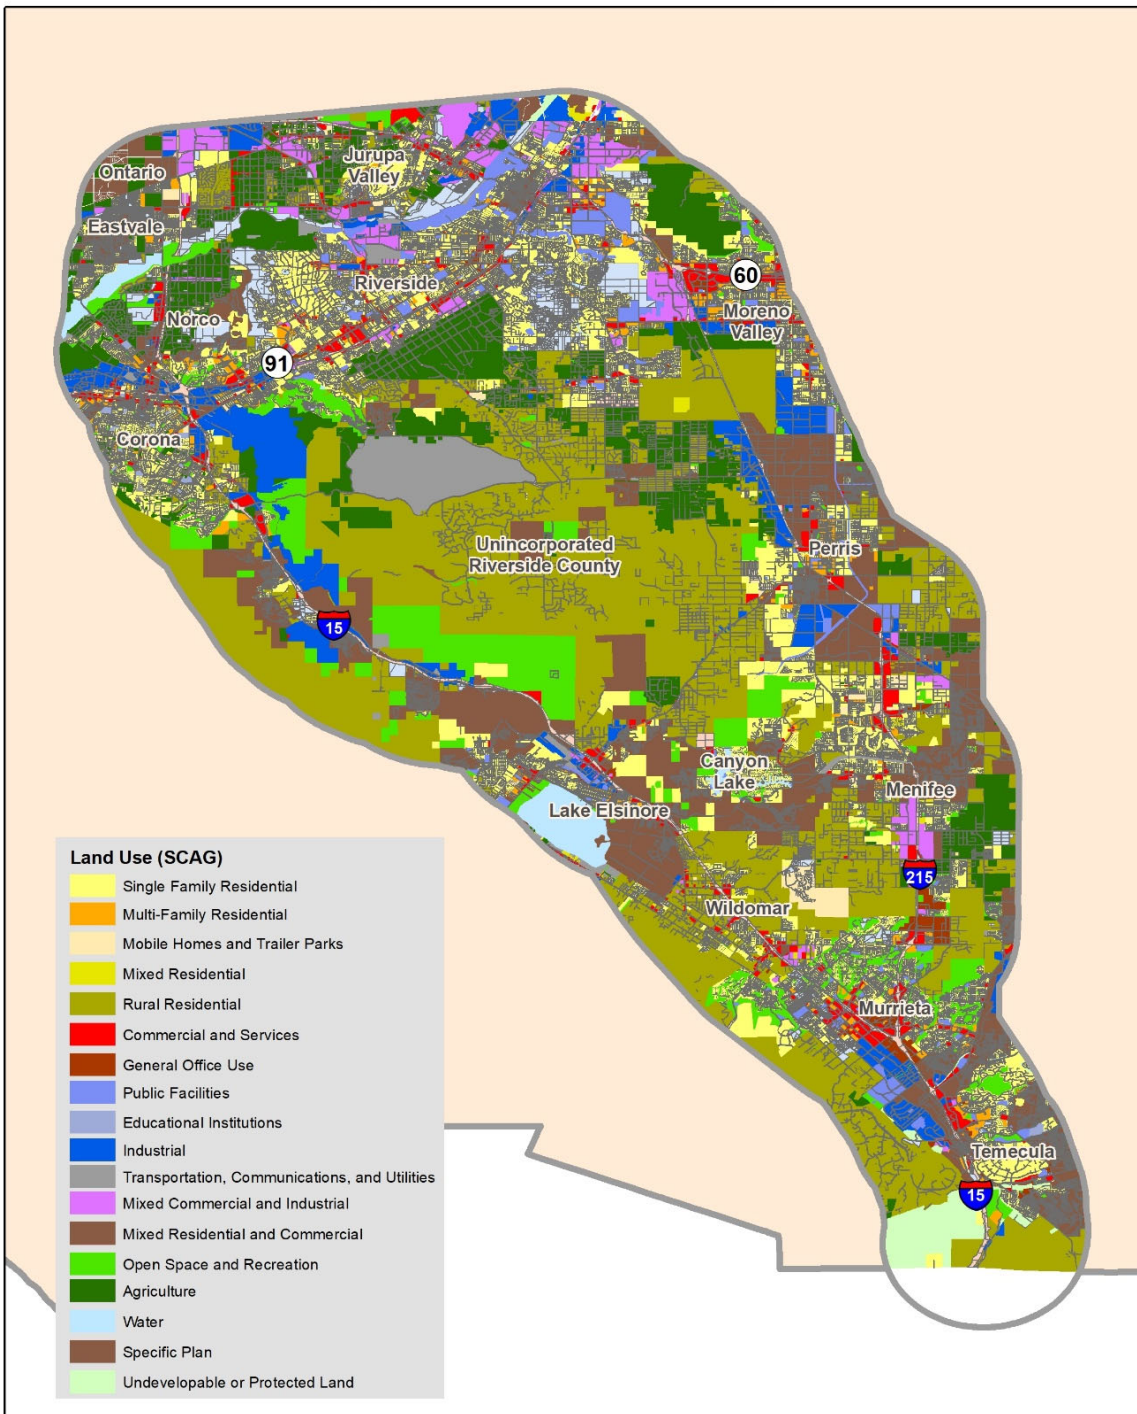 Ontario
Jurupa
Valley
Eastvale
60
Riverside
Norco
Moreno
Valley
91
Corona
Unincorporated
Riverside County
Perris
15
Canyon
Lake
Menifee
Lake Elsinore
215
Wildomar
Murrieta
Temecula
15
Land Use (SCAG)
Single Family Residential
Multi-Family Residential
Mobile Homes and Trailer Parks
Mixed Residential
Rural Residential
Commercial and Services
General Office Use
Public Facilities
Educational Institutions
Industrial
Transportation, Communications, and Utilities
Mixed Commercial and Industrial
Mixed Residential and Commercial
Open Space and Recreation
Agriculture
Water
Specific Plan
Undevelopable or Protected Land